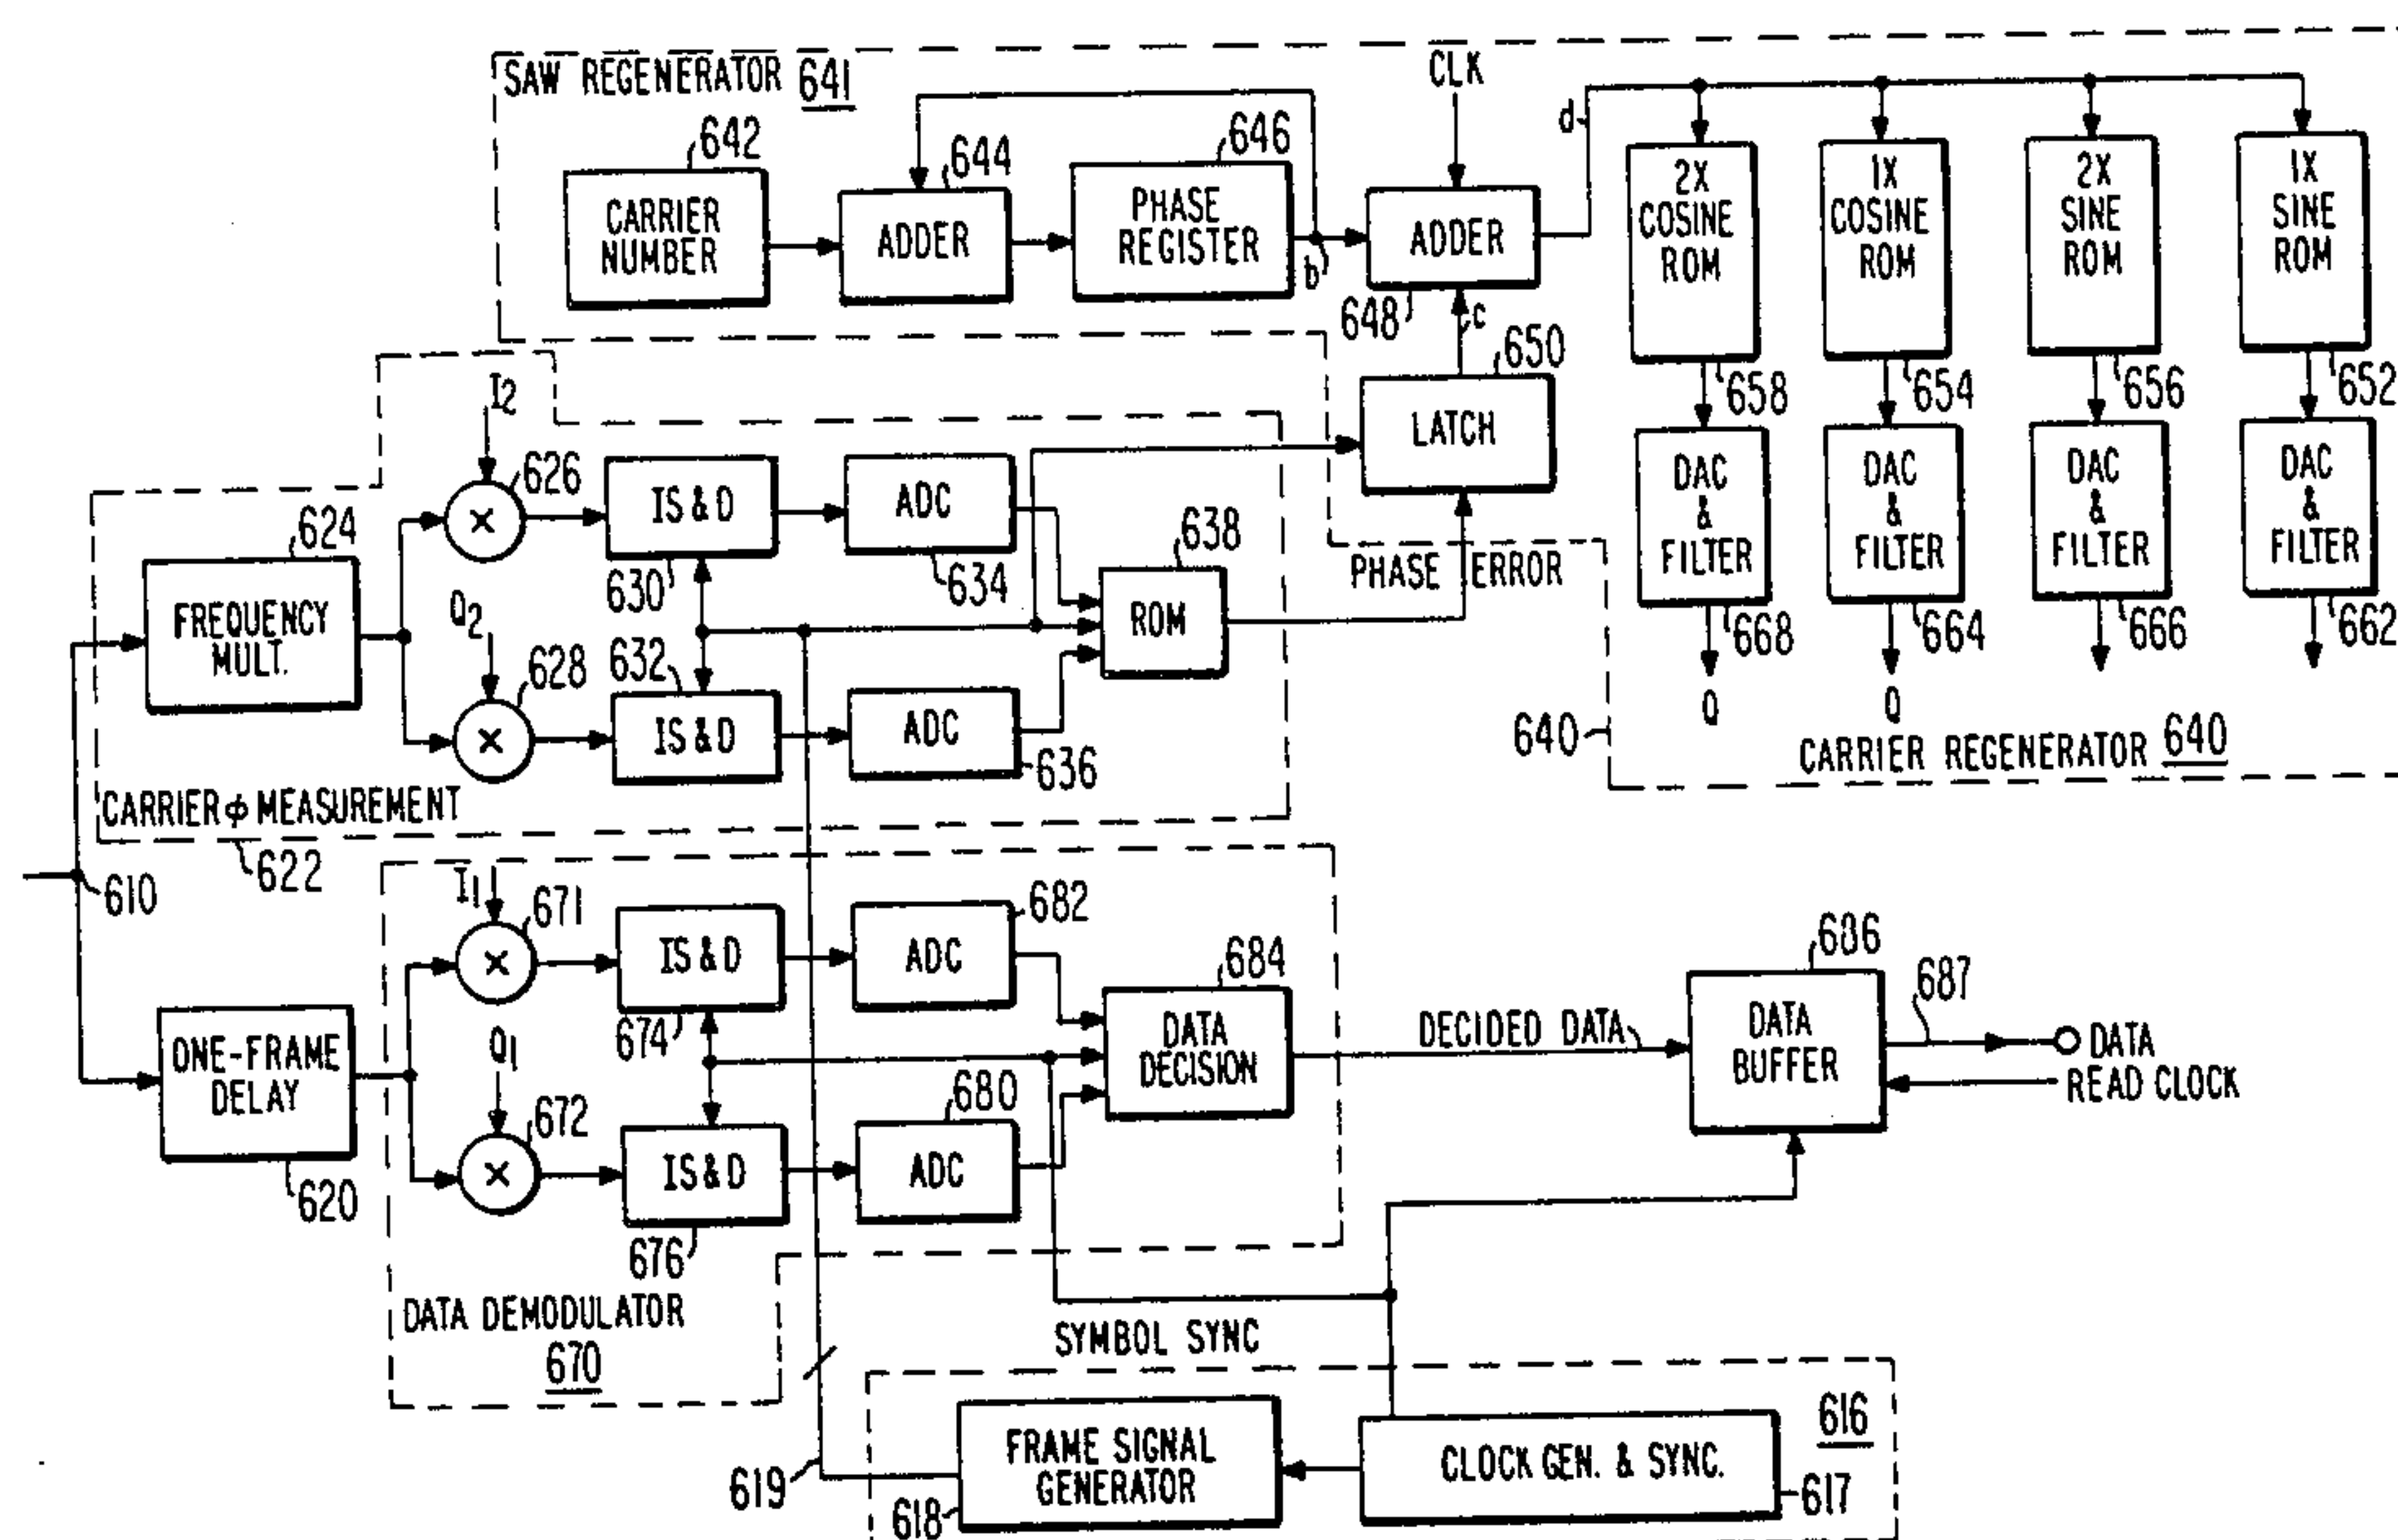 SAW REGENERATOR 641
CLK
d
642
644
646
CARRIER
NUMBER
ADDER
PHASE
REGISTER
b
ADDER
648
c
650
LATCH
2X
COSINE
ROM
1X
COSINE
ROM
2X
SINE
ROM
1X
SINE
ROM
658
654
656
652
DAC
&
FILTER
DAC
&
FILTER
DAC
&
FILTER
DAC
&
FILTER
668
664
666
662
Q
Q
640
CARRIER REGENERATOR 640
I2
626
IS & D
630
ADC
634
638
ROM
PHASE ERROR
624
FREQUENCY
MULT.
Q2
628
632
IS & D
ADC
636
CARRIER ϕ MEASUREMENT
622
610
I1
671
IS & D
674
682
ADC
684
DATA
DECISION
DECIDED DATA
686
DATA
BUFFER
687
DATA
READ CLOCK
ONE-FRAME
DELAY
620
Q1
672
IS & D
676
680
ADC
DATA DEMODULATOR
670
SYMBOL SYNC
616
FRAME SIGNAL
GENERATOR
618
619
CLOCK GEN. & SYNC.
617